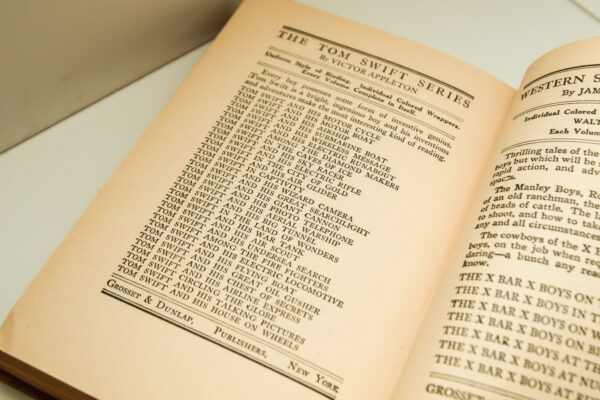 THE TOM SWIFT SERIES
By VICTOR APPLETON
Uniform Style of Binding. Individual Colored Wrappers.
Every Volume Complete in Itself.
Every boy possesses some form of inventive genius.
Tom Swift is a bright, ingenious boy and his inventions
and adventures make the most interesting kind of reading.
TOM SWIFT AND HIS MOTOR CYCLE
TOM SWIFT AND HIS MOTOR BOAT
TOM SWIFT AND HIS AIRSHIP
TOM SWIFT AND HIS SUBMARINE BOAT
TOM SWIFT AND HIS ELECTRIC RUNABOUT
TOM SWIFT AND HIS WIRELESS MESSAGE
TOM SWIFT AMONG THE DIAMOND MAKERS
TOM SWIFT IN THE CAVES OF ICE
TOM SWIFT AND HIS SKY RACER
TOM SWIFT AND HIS ELECTRIC RIFLE
TOM SWIFT IN THE CITY OF GOLD
TOM SWIFT AND HIS AIR GLIDER
TOM SWIFT IN CAPTIVITY
TOM SWIFT AND HIS WIZARD CAMERA
TOM SWIFT AND HIS GREAT SEARCHLIGHT
TOM SWIFT AND HIS GIANT CANNON
TOM SWIFT AND HIS PHOTO TELEPHONE
TOM SWIFT AND HIS AERIAL WARSHIP
TOM SWIFT AND HIS BIG TUNNEL
TOM SWIFT IN THE LAND OF WONDERS
TOM SWIFT AND HIS WAR TANK
TOM SWIFT AND HIS AIR SCOUT
TOM SWIFT AND HIS UNDERSEA SEARCH
TOM SWIFT AMONG THE FIRE FIGHTERS
TOM SWIFT AND HIS ELECTRIC LOCOMOTIVE
TOM SWIFT AND HIS FLYING BOAT
TOM SWIFT AND HIS GREAT OIL GUSHER
TOM SWIFT AND HIS CHEST OF SECRETS
TOM SWIFT AND HIS AIRLINE EXPRESS
TOM SWIFT CIRCLING THE GLOBE
TOM SWIFT AND HIS TALKING PICTURES
TOM SWIFT AND HIS HOUSE ON WHEELS
GROSSET & DUNLAP, PUBLISHERS, NEW YORK
WESTERN S
By JAM
Individual Colored
WALT
Each Volum
Thrilling tales of the
boys but which will be
rapid action, and adv
spaces.
The Manley Boys, Ro
of an old ranchman, the
of heads of cattle. The
to shoot, and how to take
any and all circumstances
The cowboys of the X B
boys, on the job when req
daring—a bunch any read
know.
THE X BAR X BOYS ON T
THE X BAR X BOYS IN T
THE X BAR X BOYS ON W
THE X BAR X BOYS ON BI
THE X BAR X BOYS AT TH
THE X BAR X BOYS AT NU
THE X BAR X BOYS AT RI
GROSSET